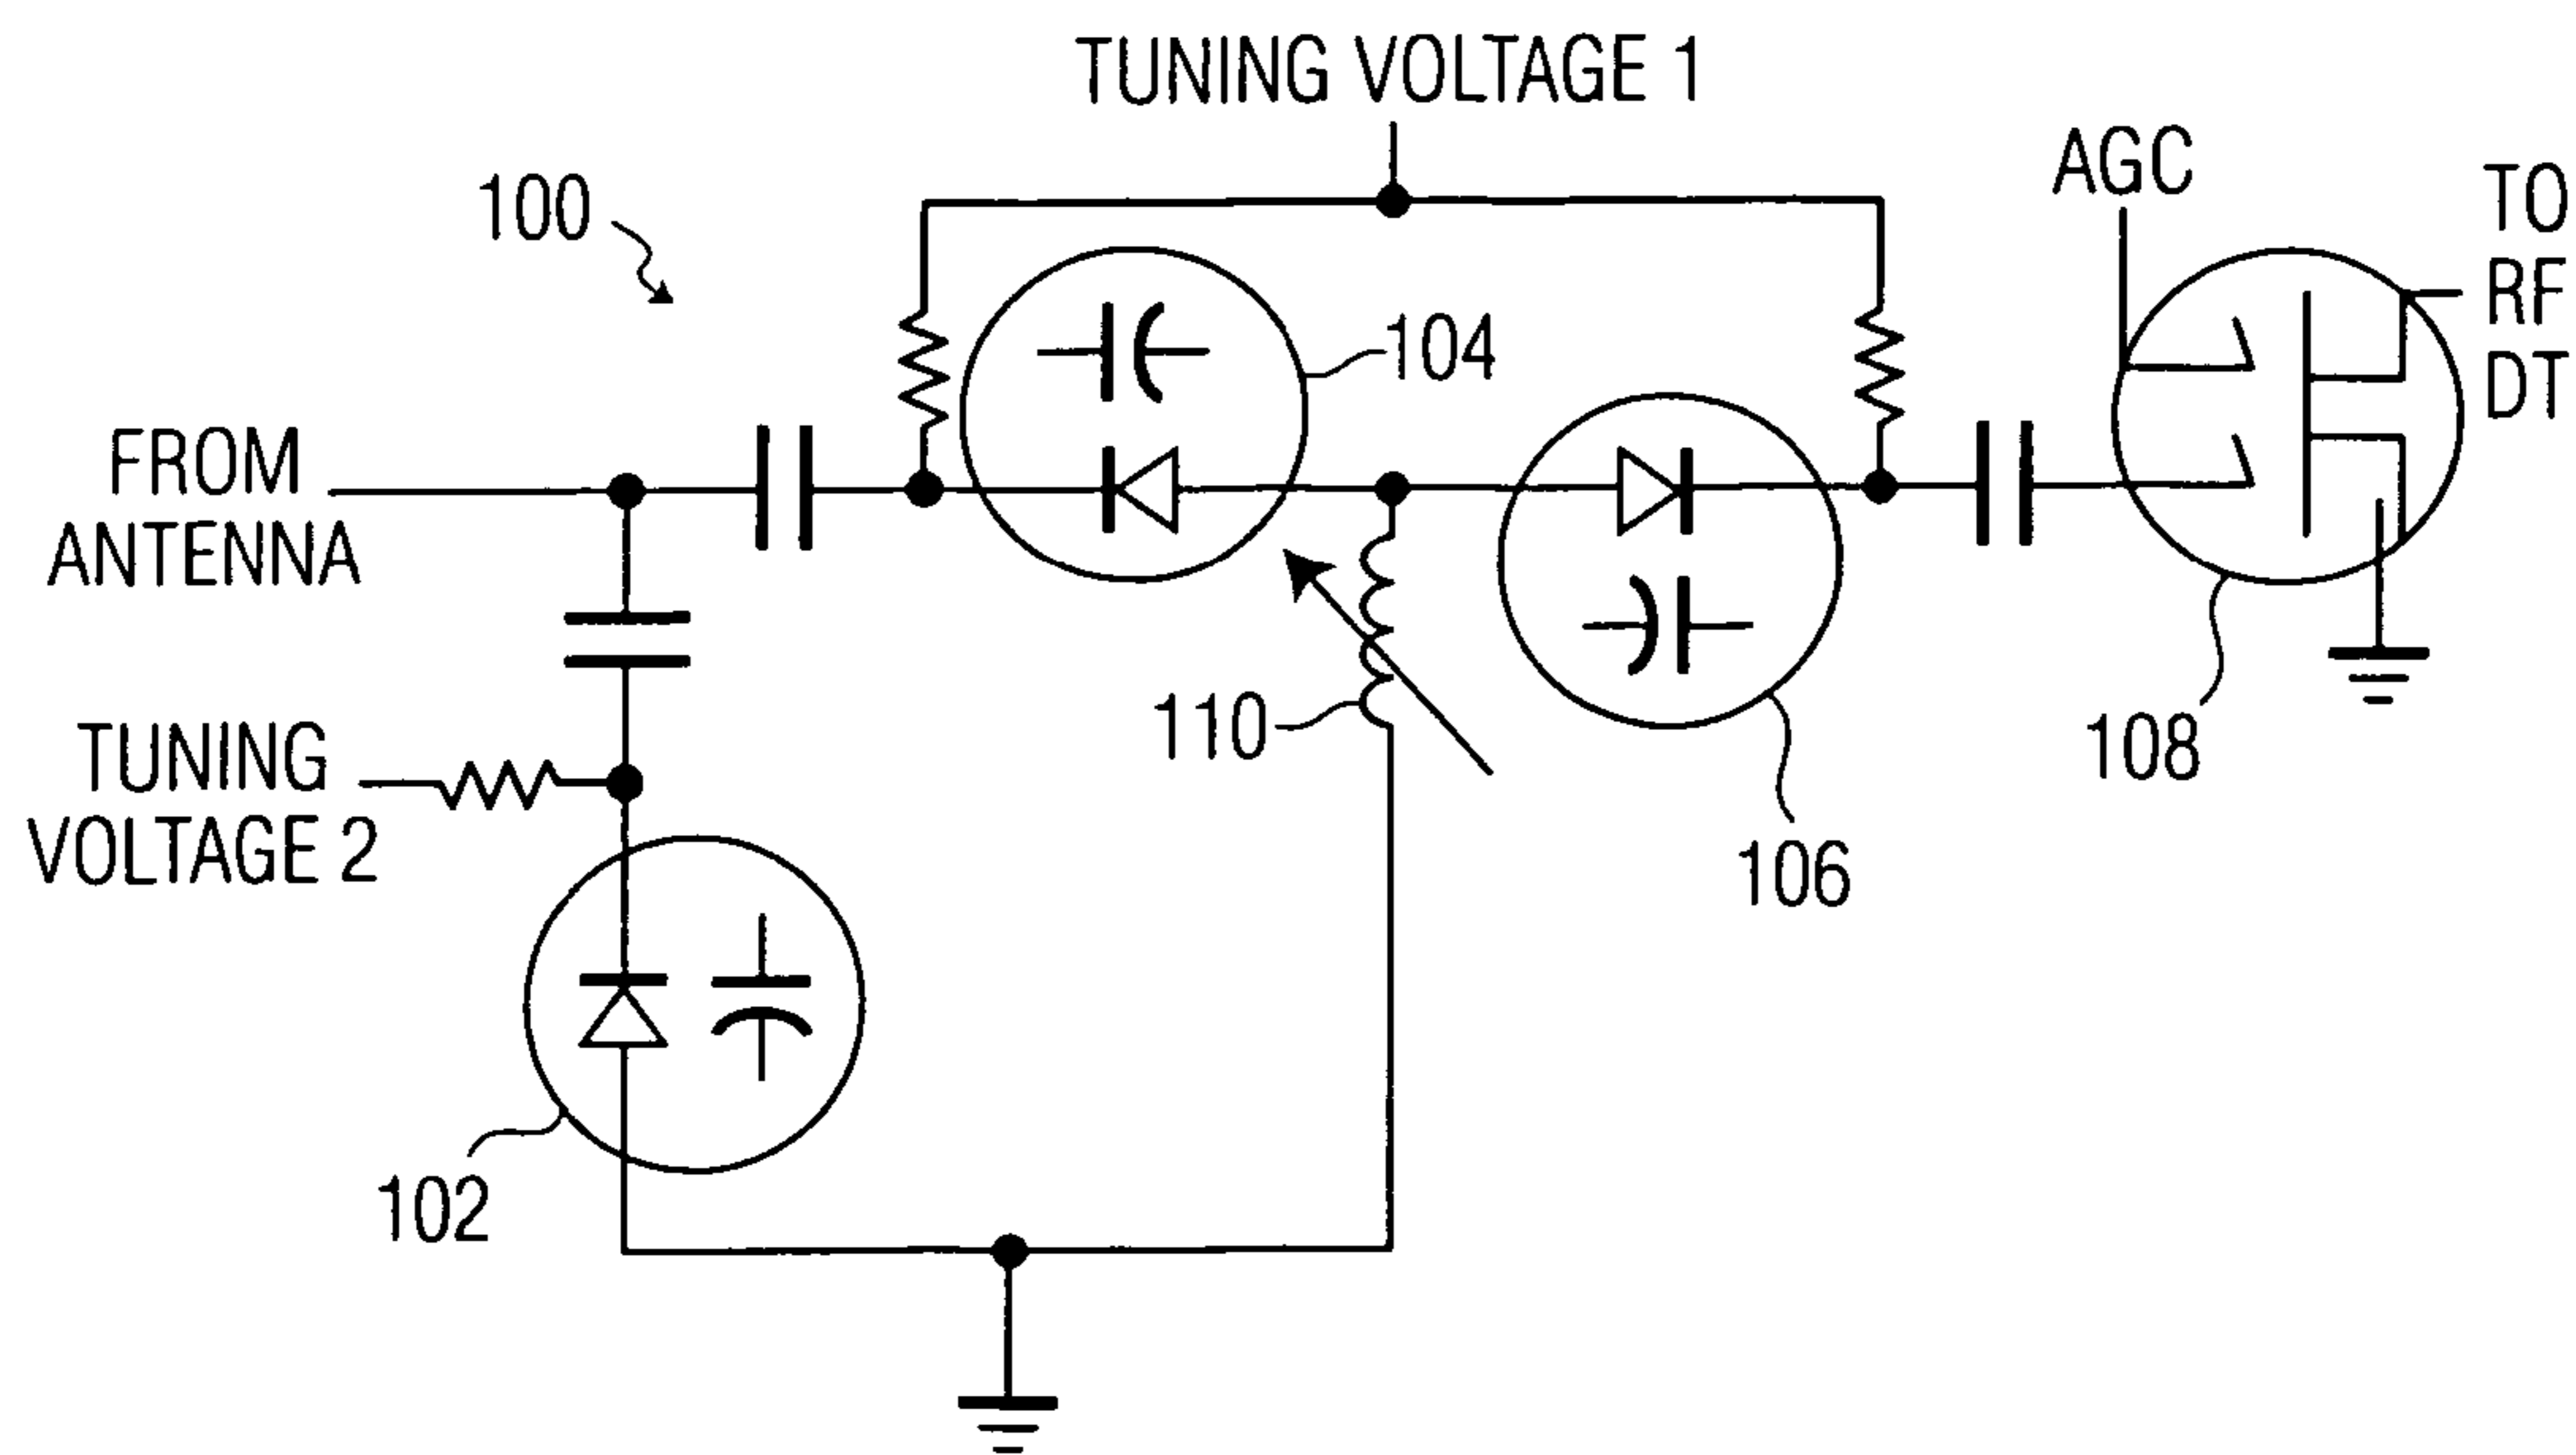 TUNING VOLTAGE 1
100
AGC
TO
RF
DT
104
FROM
ANTENNA
110
108
TUNING
VOLTAGE 2
106
102